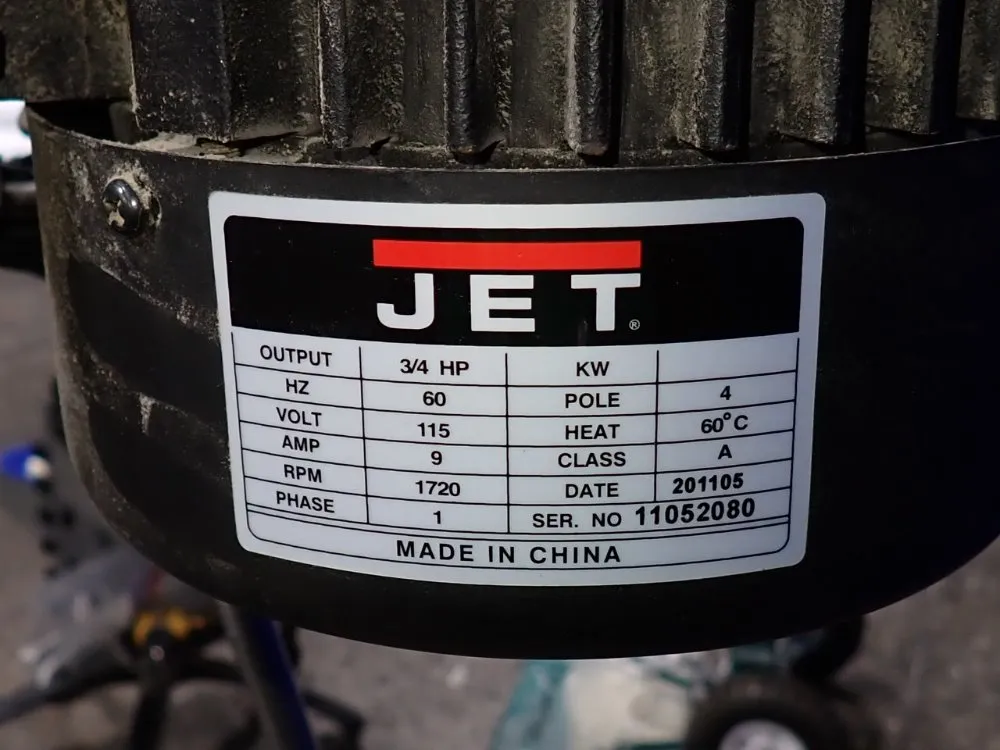 JET®
OUTPUT 3/4 HP KW
HZ 60 POLE 4
VOLT 115 HEAT 60°C
AMP 9 CLASS A
RPM 1720 DATE 201105
PHASE 1 SER. NO 11052080
MADE IN CHINA